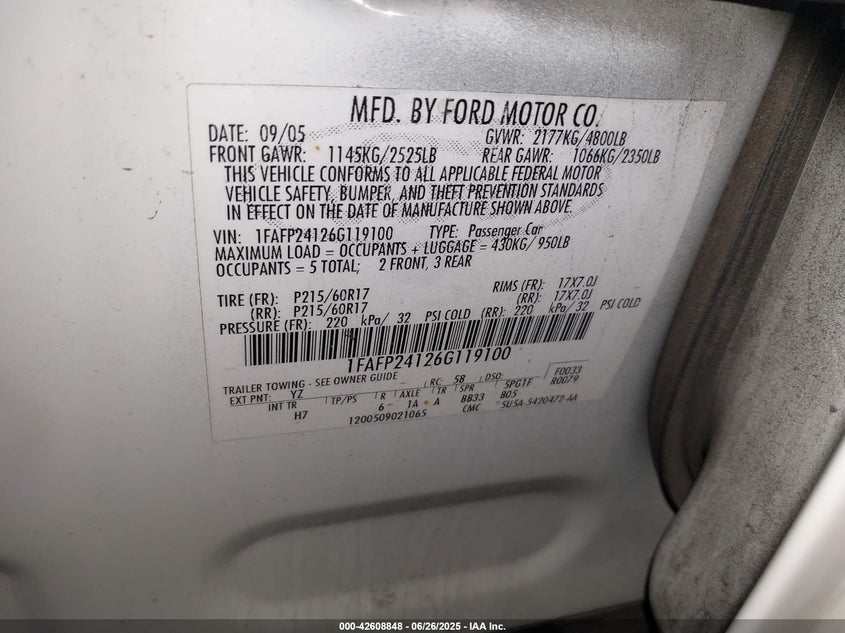 MFD. BY FORD MOTOR CO.
DATE: 09/05 GVWR: 2177KG/4800LB
FRONT GAWR: 1145KG/2525LB REAR GAWR: 1066KG/2350LB
THIS VEHICLE CONFORMS TO ALL APPLICABLE FEDERAL MOTOR
VEHICLE SAFETY, BUMPER, AND THEFT PREVENTION STANDARDS
IN EFFECT ON THE DATE OF MANUFACTURE SHOWN ABOVE.
VIN: 1FAFP24126G119100 TYPE: Passenger Car
MAXIMUM LOAD = OCCUPANTS + LUGGAGE = 430KG/ 950LB
OCCUPANTS = 5 TOTAL; 2 FRONT, 3 REAR
TIRE (FR): P215/60R17 RIMS (FR): 17X7.0J
(RR): P215/60R17 (RR): 17X7.0J
PRESSURE (FR): 220 kPa/ 32 PSI COLD (RR): 220 kPa/ 32 PSI COLD
1FAFP24126G119100
TRAILER TOWING - SEE OWNER GUIDE F0033
EXT PNT: YZ RC: 58 DSO: R0079
INT TR TP/PS R AXLE TR SPR 5PGTF
H7 6 1A A BB33 B05
1200509021065 CMC 5U5A-5420472-AA
000-42608848 - 06/26/2025 - IAA Inc.